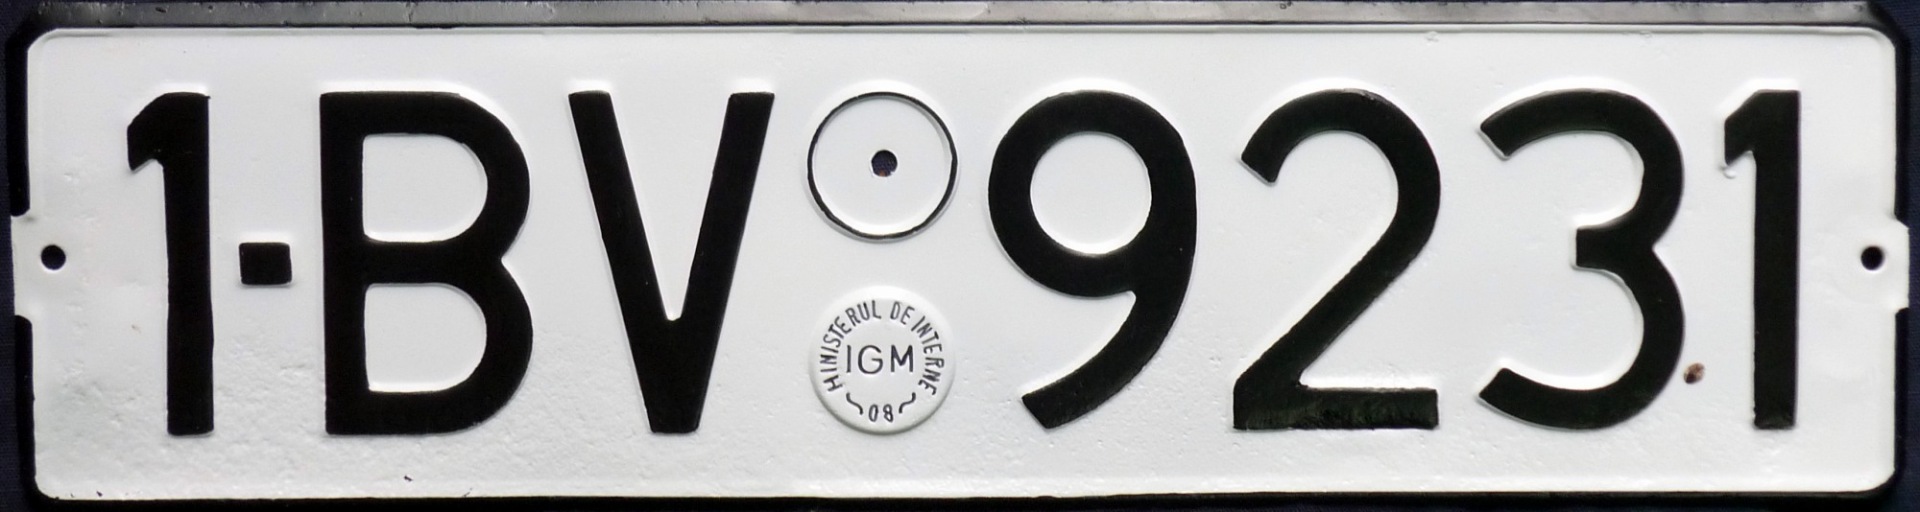 1-BV 9231
MINISTERUL DE INTERNE
IGM
08